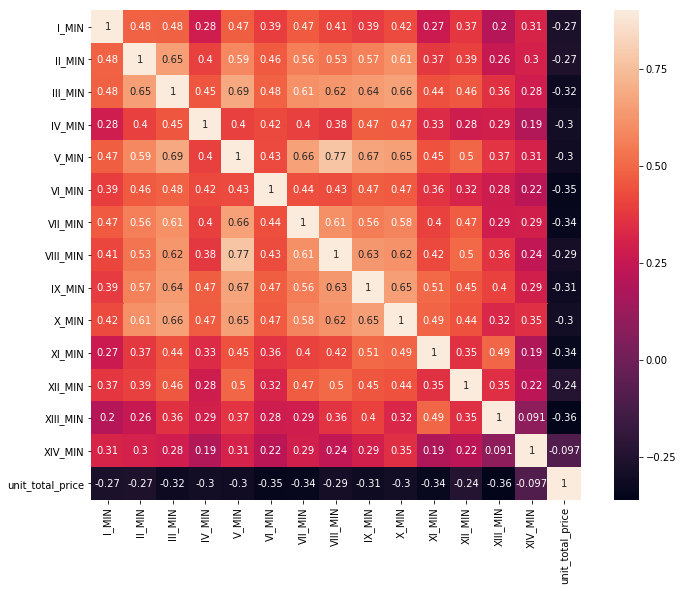 I_MIN 1 0.48 0.48 0.28 0.47 0.39 0.47 0.41 0.39 0.42 0.27 0.37 0.2 0.31 -0.27
II_MIN 0.48 1 0.65 0.4 0.59 0.46 0.56 0.53 0.57 0.61 0.37 0.39 0.26 0.3 -0.27
III_MIN 0.48 0.65 1 0.45 0.69 0.48 0.61 0.62 0.64 0.66 0.44 0.46 0.36 0.28 -0.32
IV_MIN 0.28 0.4 0.45 1 0.4 0.42 0.4 0.38 0.47 0.47 0.33 0.28 0.29 0.19 -0.3
V_MIN 0.47 0.59 0.69 0.4 1 0.43 0.66 0.77 0.67 0.65 0.45 0.5 0.37 0.31 -0.3
VI_MIN 0.39 0.46 0.48 0.42 0.43 1 0.44 0.43 0.47 0.47 0.36 0.32 0.28 0.22 -0.35
VII_MIN 0.47 0.56 0.61 0.4 0.66 0.44 1 0.61 0.56 0.58 0.4 0.47 0.29 0.29 -0.34
VIII_MIN 0.41 0.53 0.62 0.38 0.77 0.43 0.61 1 0.63 0.62 0.42 0.5 0.36 0.24 -0.29
IX_MIN 0.39 0.57 0.64 0.47 0.67 0.47 0.56 0.63 1 0.65 0.51 0.45 0.4 0.29 -0.31
X_MIN 0.42 0.61 0.66 0.47 0.65 0.47 0.58 0.62 0.65 1 0.49 0.44 0.32 0.35 -0.3
XI_MIN 0.27 0.37 0.44 0.33 0.45 0.36 0.4 0.42 0.51 0.49 1 0.35 0.49 0.19 -0.34
XII_MIN 0.37 0.39 0.46 0.28 0.5 0.32 0.47 0.5 0.45 0.44 0.35 1 0.35 0.22 -0.24
XIII_MIN 0.2 0.26 0.36 0.29 0.37 0.28 0.29 0.36 0.4 0.32 0.49 0.35 1 0.091 -0.36
XIV_MIN 0.31 0.3 0.28 0.19 0.31 0.22 0.29 0.24 0.29 0.35 0.19 0.22 0.091 1 -0.097
unit_total_price -0.27 -0.27 -0.32 -0.3 -0.3 -0.35 -0.34 -0.29 -0.31 -0.3 -0.34 -0.24 -0.36 -0.097 1
I_MIN II_MIN III_MIN IV_MIN V_MIN VI_MIN VII_MIN VIII_MIN IX_MIN X_MIN XI_MIN XII_MIN XIII_MIN XIV_MIN unit_total_price
0.75
0.50
0.25
0.00
−0.25